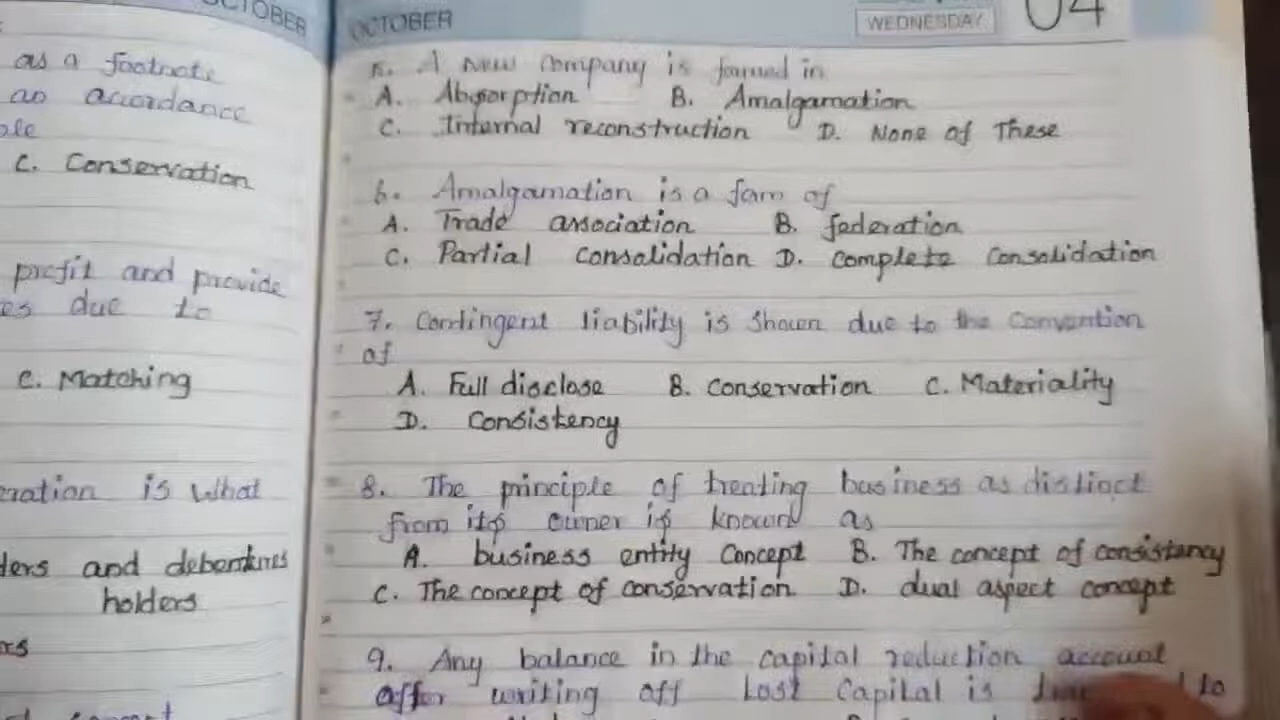 OCTOBER
as a footnote
an accordance
ple
C. Conservation
profit and provide
es due to
C. Matching
eration is what
ders and debentures
holders
rs
OCTOBER
WEDNESDAY
04
5. A new company is formed in
A. Absorption B. Amalgamation
C. Internal reconstruction D. None of These
6. Amalgamation is a form of
A. Trade association B. federation
C. Partial consolidation D. complete consolidation
7. Contingent liability is shown due to the convention
of
A. Full disclose B. conservation C. Materiality
D. Consistency
8. The principle of treating business as distinct
from its owner is known as
A. business entity concept B. The concept of consistency
C. The concept of conservation D. dual aspect concept
9. Any balance in the capital reduction account
after writing off Lost Capital is to